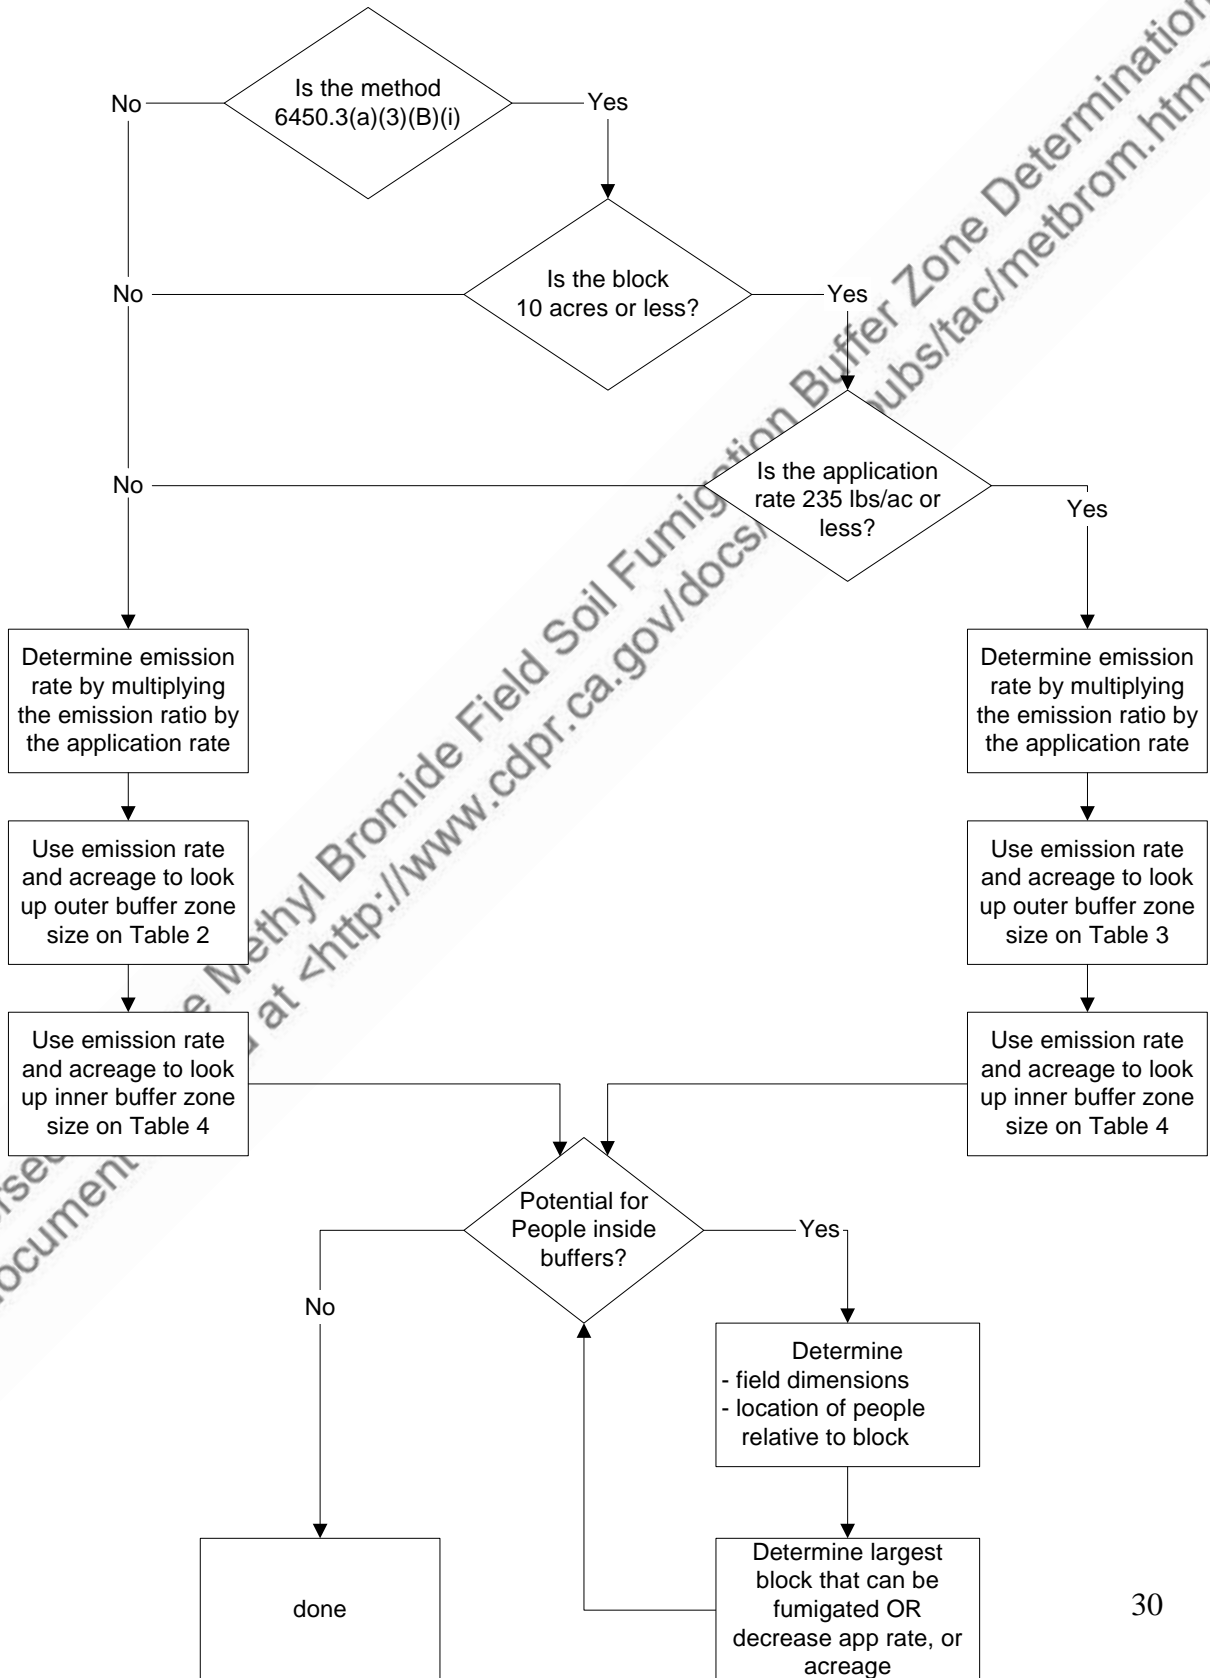 Is the method
6450.3(a)(3)(B)(i)
No
Yes
Is the block
10 acres or less?
No
Yes
Is the application
rate 235 lbs/ac or
less?
No
Yes
Determine emission
rate by multiplying
the emission ratio by
the application rate
Determine emission
rate by multiplying
the emission ratio by
the application rate
Use emission rate
and acreage to look
up outer buffer zone
size on Table 2
Use emission rate
and acreage to look
up outer buffer zone
size on Table 3
Use emission rate
and acreage to look
up inner buffer zone
size on Table 4
Use emission rate
and acreage to look
up inner buffer zone
size on Table 4
Potential for
People inside
buffers?
Yes
No
Determine
- field dimensions
- location of people
relative to block
done
Determine largest
block that can be
fumigated OR
decrease app rate, or
acreage
30
Methyl Bromide Field Soil Fumigation Buffer Zone Determination
document at <http://www.cdpr.ca.gov/docs/ pubs/tac/metbrom.htm>